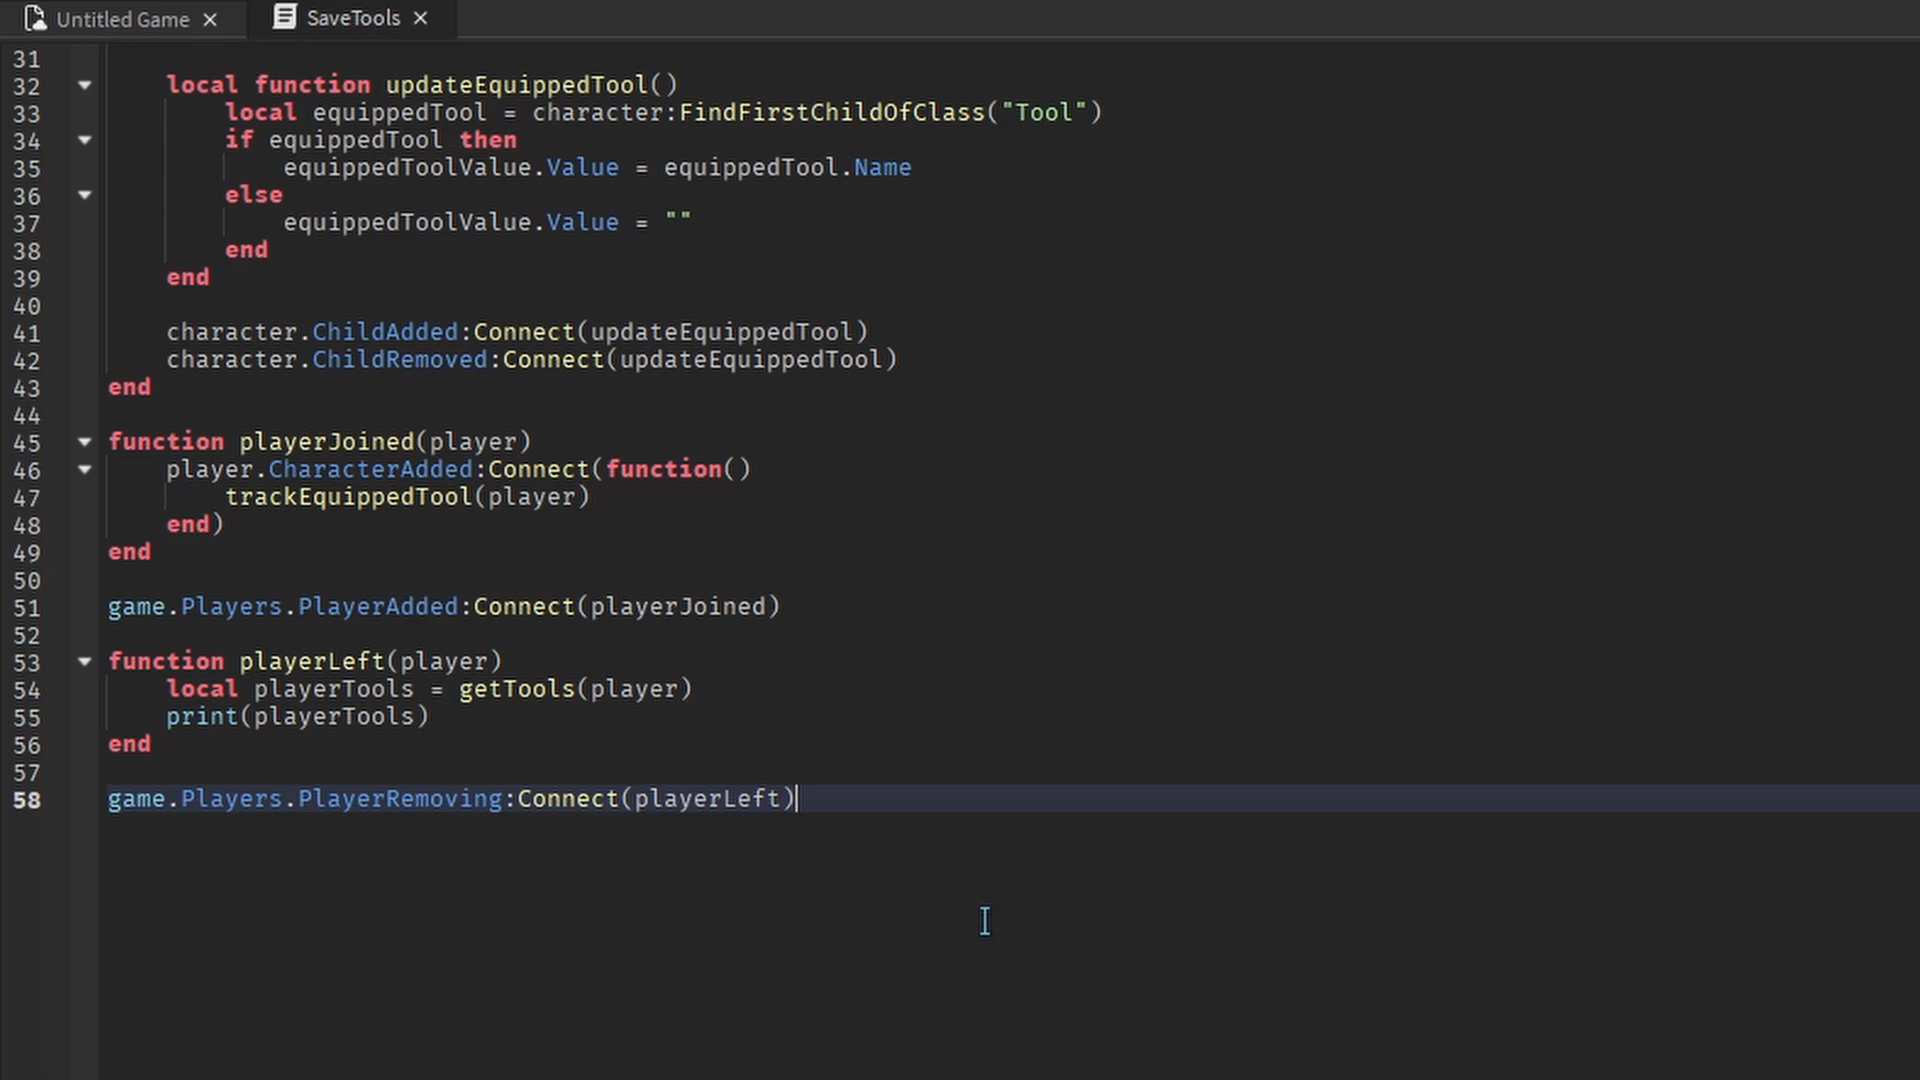 Untitled Game
SaveTools
31
32 local function updateEquippedTool()
33 local equippedTool = character:FindFirstChildOfClass("Tool")
34 if equippedTool then
35 equippedToolValue.Value = equippedTool.Name
36 else
37 equippedToolValue.Value = ""
38 end
39 end
40
41 character.ChildAdded:Connect(updateEquippedTool)
42 character.ChildRemoved:Connect(updateEquippedTool)
43 end
44
45 function playerJoined(player)
46 player.CharacterAdded:Connect(function()
47 trackEquippedTool(player)
48 end)
49 end
50
51 game.Players.PlayerAdded:Connect(playerJoined)
52
53 function playerLeft(player)
54 local playerTools = getTools(player)
55 print(playerTools)
56 end
57
58 game.Players.PlayerRemoving:Connect(playerLeft)